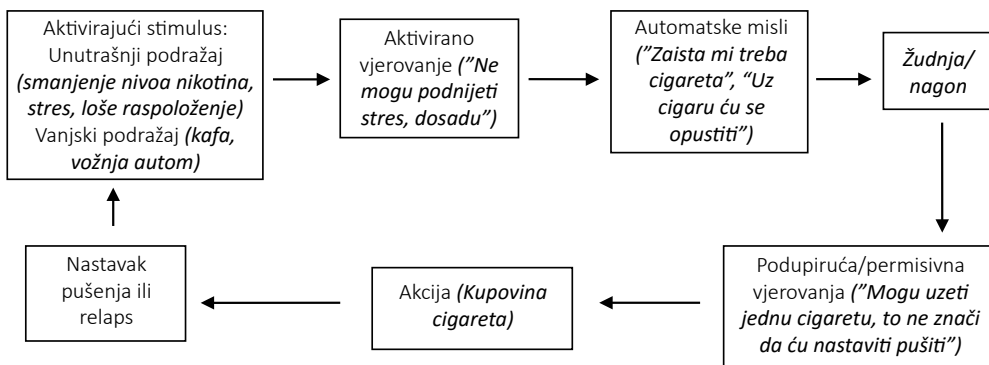 Aktivirajući stimulus:
Unutrašnji podražaj
(smanjenje nivoa nikotina,
stres, loše raspoloženje)
Vanjski podražaj (kafa,
vožnja autom)
Aktivirano
vjerovanje (”Ne
mogu podnijeti
stres, dosadu”)
Automatske misli
(”Zaista mi treba
cigareta”, “Uz
cigaru ću se
opustiti”)
Žudnja/
nagon
Podupiruća/permisivna
vjerovanja (”Mogu uzeti
jednu cigaretu, to ne znači
da ću nastaviti pušiti”)
Akcija (Kupovina
cigareta)
Nastavak
pušenja ili
relaps